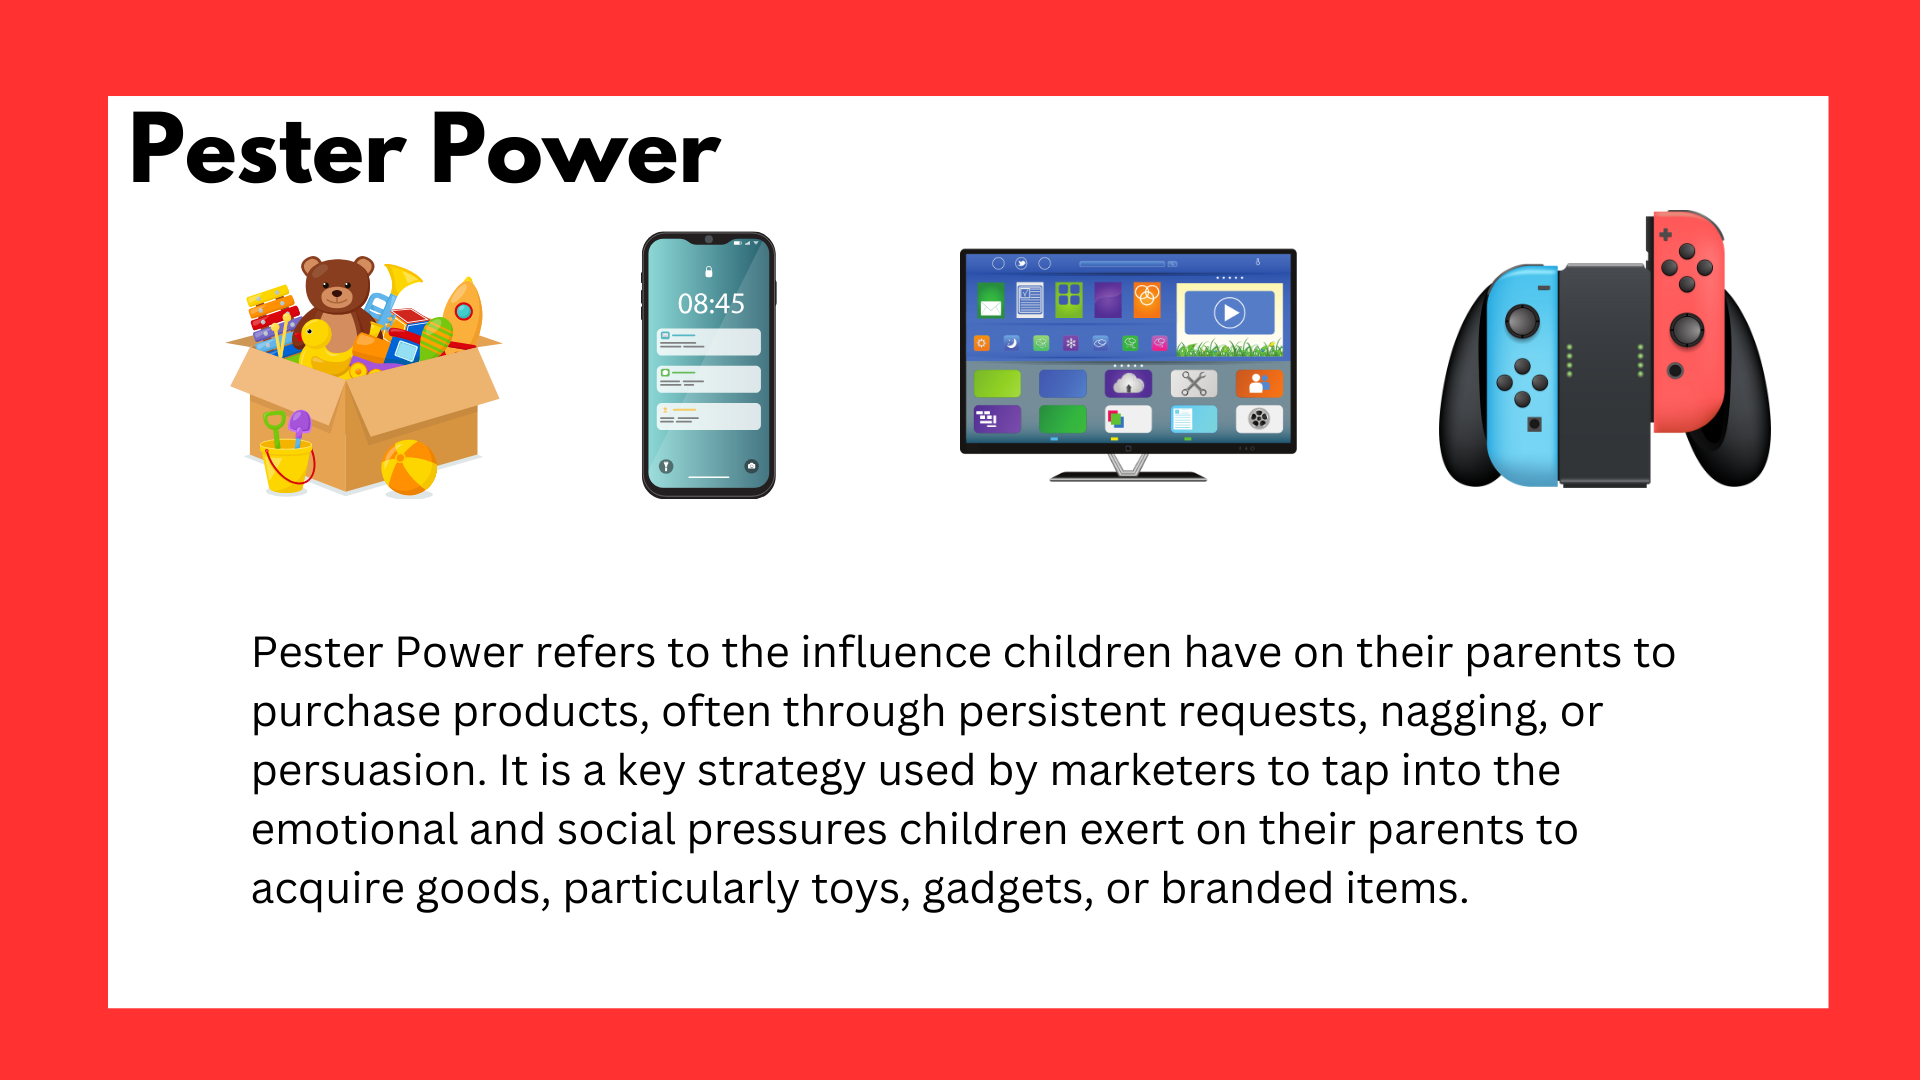 Pester Power
08:45
Pester Power refers to the influence children have on their parents to
purchase products, often through persistent requests, nagging, or
persuasion. It is a key strategy used by marketers to tap into the
emotional and social pressures children exert on their parents to
acquire goods, particularly toys, gadgets, or branded items.